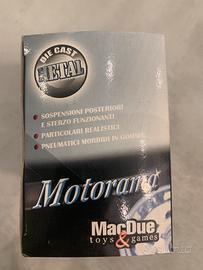 DIE CAST
METAL
• SOSPENSIONI POSTERIORI
E STERZO FUNZIONANTI
• PARTICOLARI REALISTICI
• PNEUMATICI MORBIDI IN GOMMA
Motorama
MacDue
toys & games